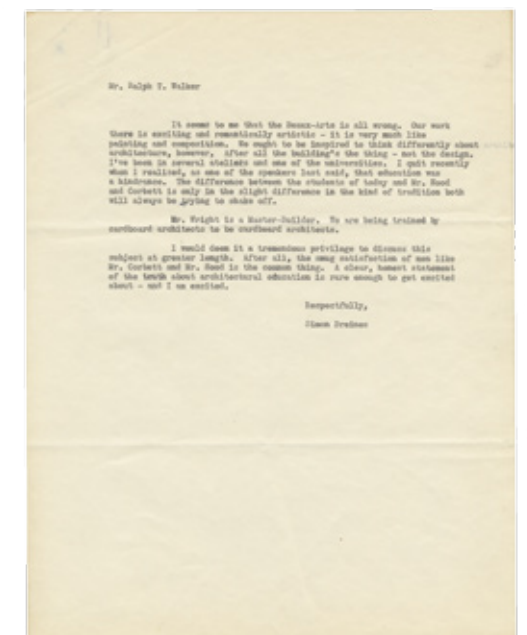 Mr. Ralph T. Walker
It seems to me that the Beaux-Arts is all wrong. Our work
there is exciting and romantically artistic - it is very much like
painting and composition. We ought to be inspired to think differently about
architecture, however. After all the building's the thing - not the design.
I've been in several ateliers and one of the universities. I quit recently
when I realized, as one of the speakers last said, that education was
a hindrance. The difference between the students of today and Mr. Hood
and Corbett is only in the slight difference in the kind of tradition both
will always be trying to shake off.
Mr. Wright is a Master-Builder. We are being trained by
cardboard architects to be cardboard architects.
I would deem it a tremendous privilege to discuss this
subject at greater length. After all, the smug satisfaction of men like
Mr. Corbett and Mr. Hood is the common thing. A clear, honest statement
of the truth about architectural education is rare enough to get excited
about - and I am excited.
Respectfully,
Simon